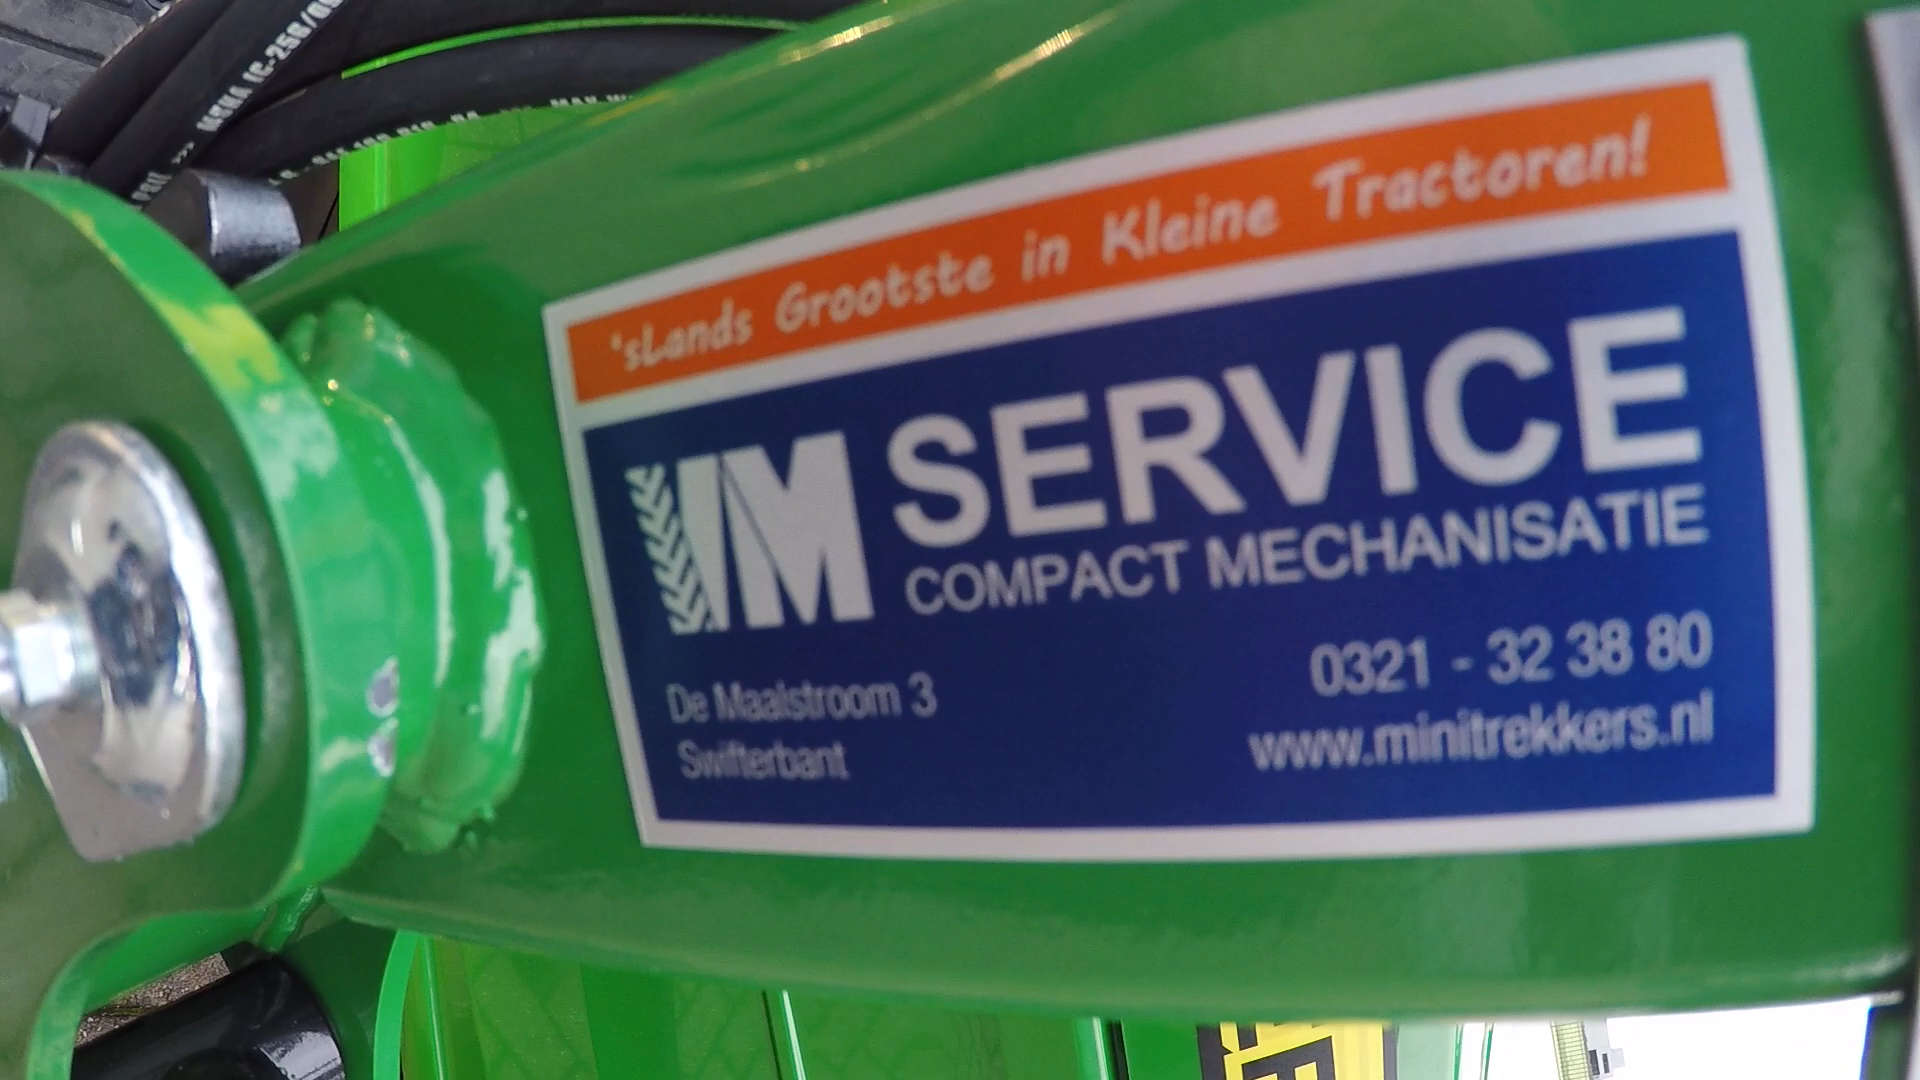 'sLands Grootste in Kleine Tractoren!
VM SERVICE
COMPACT MECHANISATIE
De Maalstroom 3
Swifterbant
0321 - 32 38 80
www.minitrekkers.nl